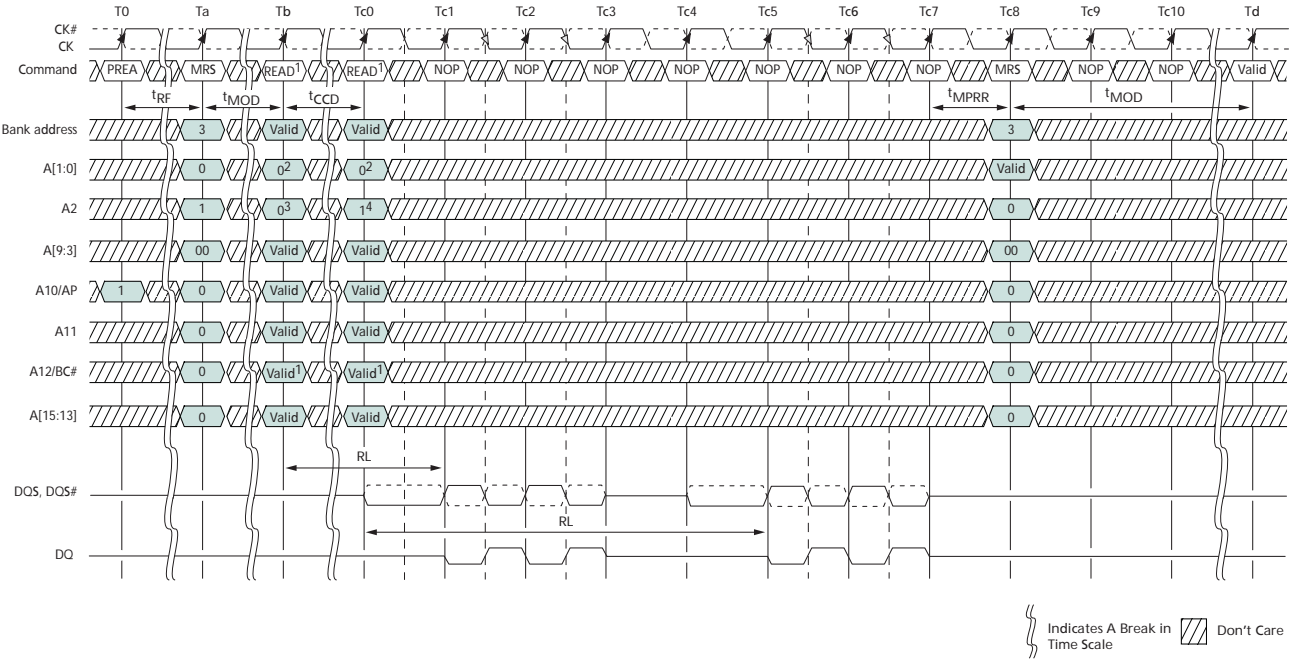 T0 Ta Tb Tc0 Tc1 Tc2 Tc3 Tc4 Tc5 Tc6 Tc7 Tc8 Tc9 Tc10 Td
CK#
CK
Command PREA MRS READ1 READ1 NOP NOP NOP NOP NOP NOP NOP MRS NOP NOP Valid
tRF tMOD tCCD tMPRR tMOD
Bank address 3 Valid Valid 3
A[1:0] 0 02 02 Valid
A2 1 03 14 0
A[9:3] 00 Valid Valid 00
A10/AP 1 0 Valid Valid 0
A11 0 Valid Valid 0
A12/BC# 0 Valid1 Valid1 0
A[15:13] 0 Valid Valid 0
RL
DQS, DQS#
RL
DQ
Indicates A Break in
Time Scale
Don't Care